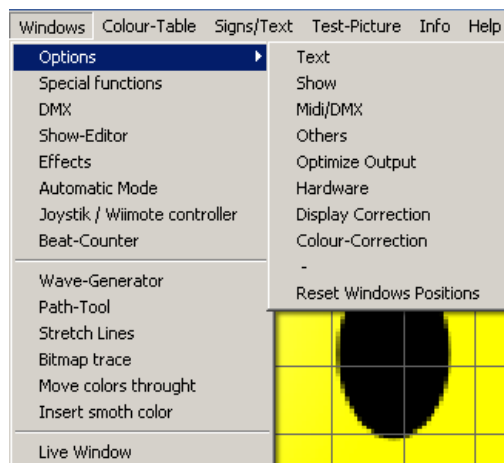 Windows Colour-Table Signs/Text Test-Picture Info Help
Options
Special functions
DMX
Show-Editor
Effects
Automatic Mode
Joystik / Wiimote controller
Beat-Counter
Wave-Generator
Path-Tool
Stretch Lines
Bitmap trace
Move colors throught
Insert smoth color
Live Window
Text
Show
Midi/DMX
Others
Optimize Output
Hardware
Display Correction
Colour-Correction
-
Reset Windows Positions